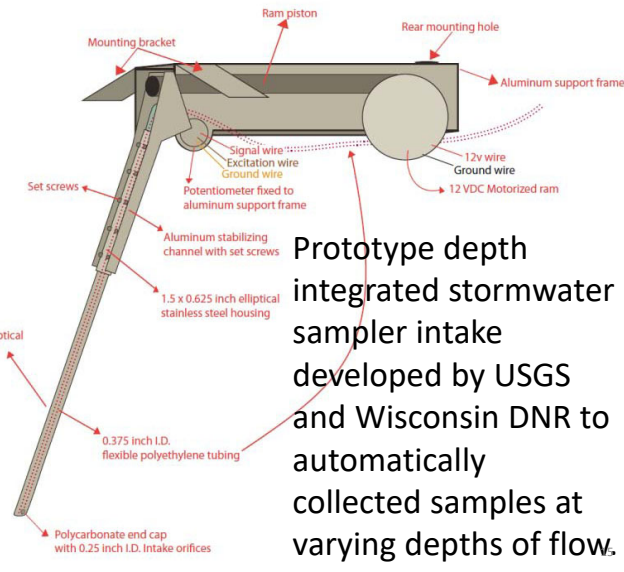 Ram piston
Rear mounting hole
Mounting bracket
Aluminum support frame
Signal wire
Excitation wire
Ground wire
12v wire
Ground wire
Set screws
Potentiometer fixed to
aluminum support frame
12 VDC Motorized ram
Aluminum stabilizing
channel with set screws
1.5 x 0.625 inch elliptical
stainless steel housing
Prototype depth
integrated stormwater
sampler intake
developed by USGS
and Wisconsin DNR to
automatically
collected samples at
varying depths of flow.
ptical
0.375 inch I.D.
flexible polyethylene tubing
Polycarbonate end cap
with 0.25 inch I.D. Intake orifices